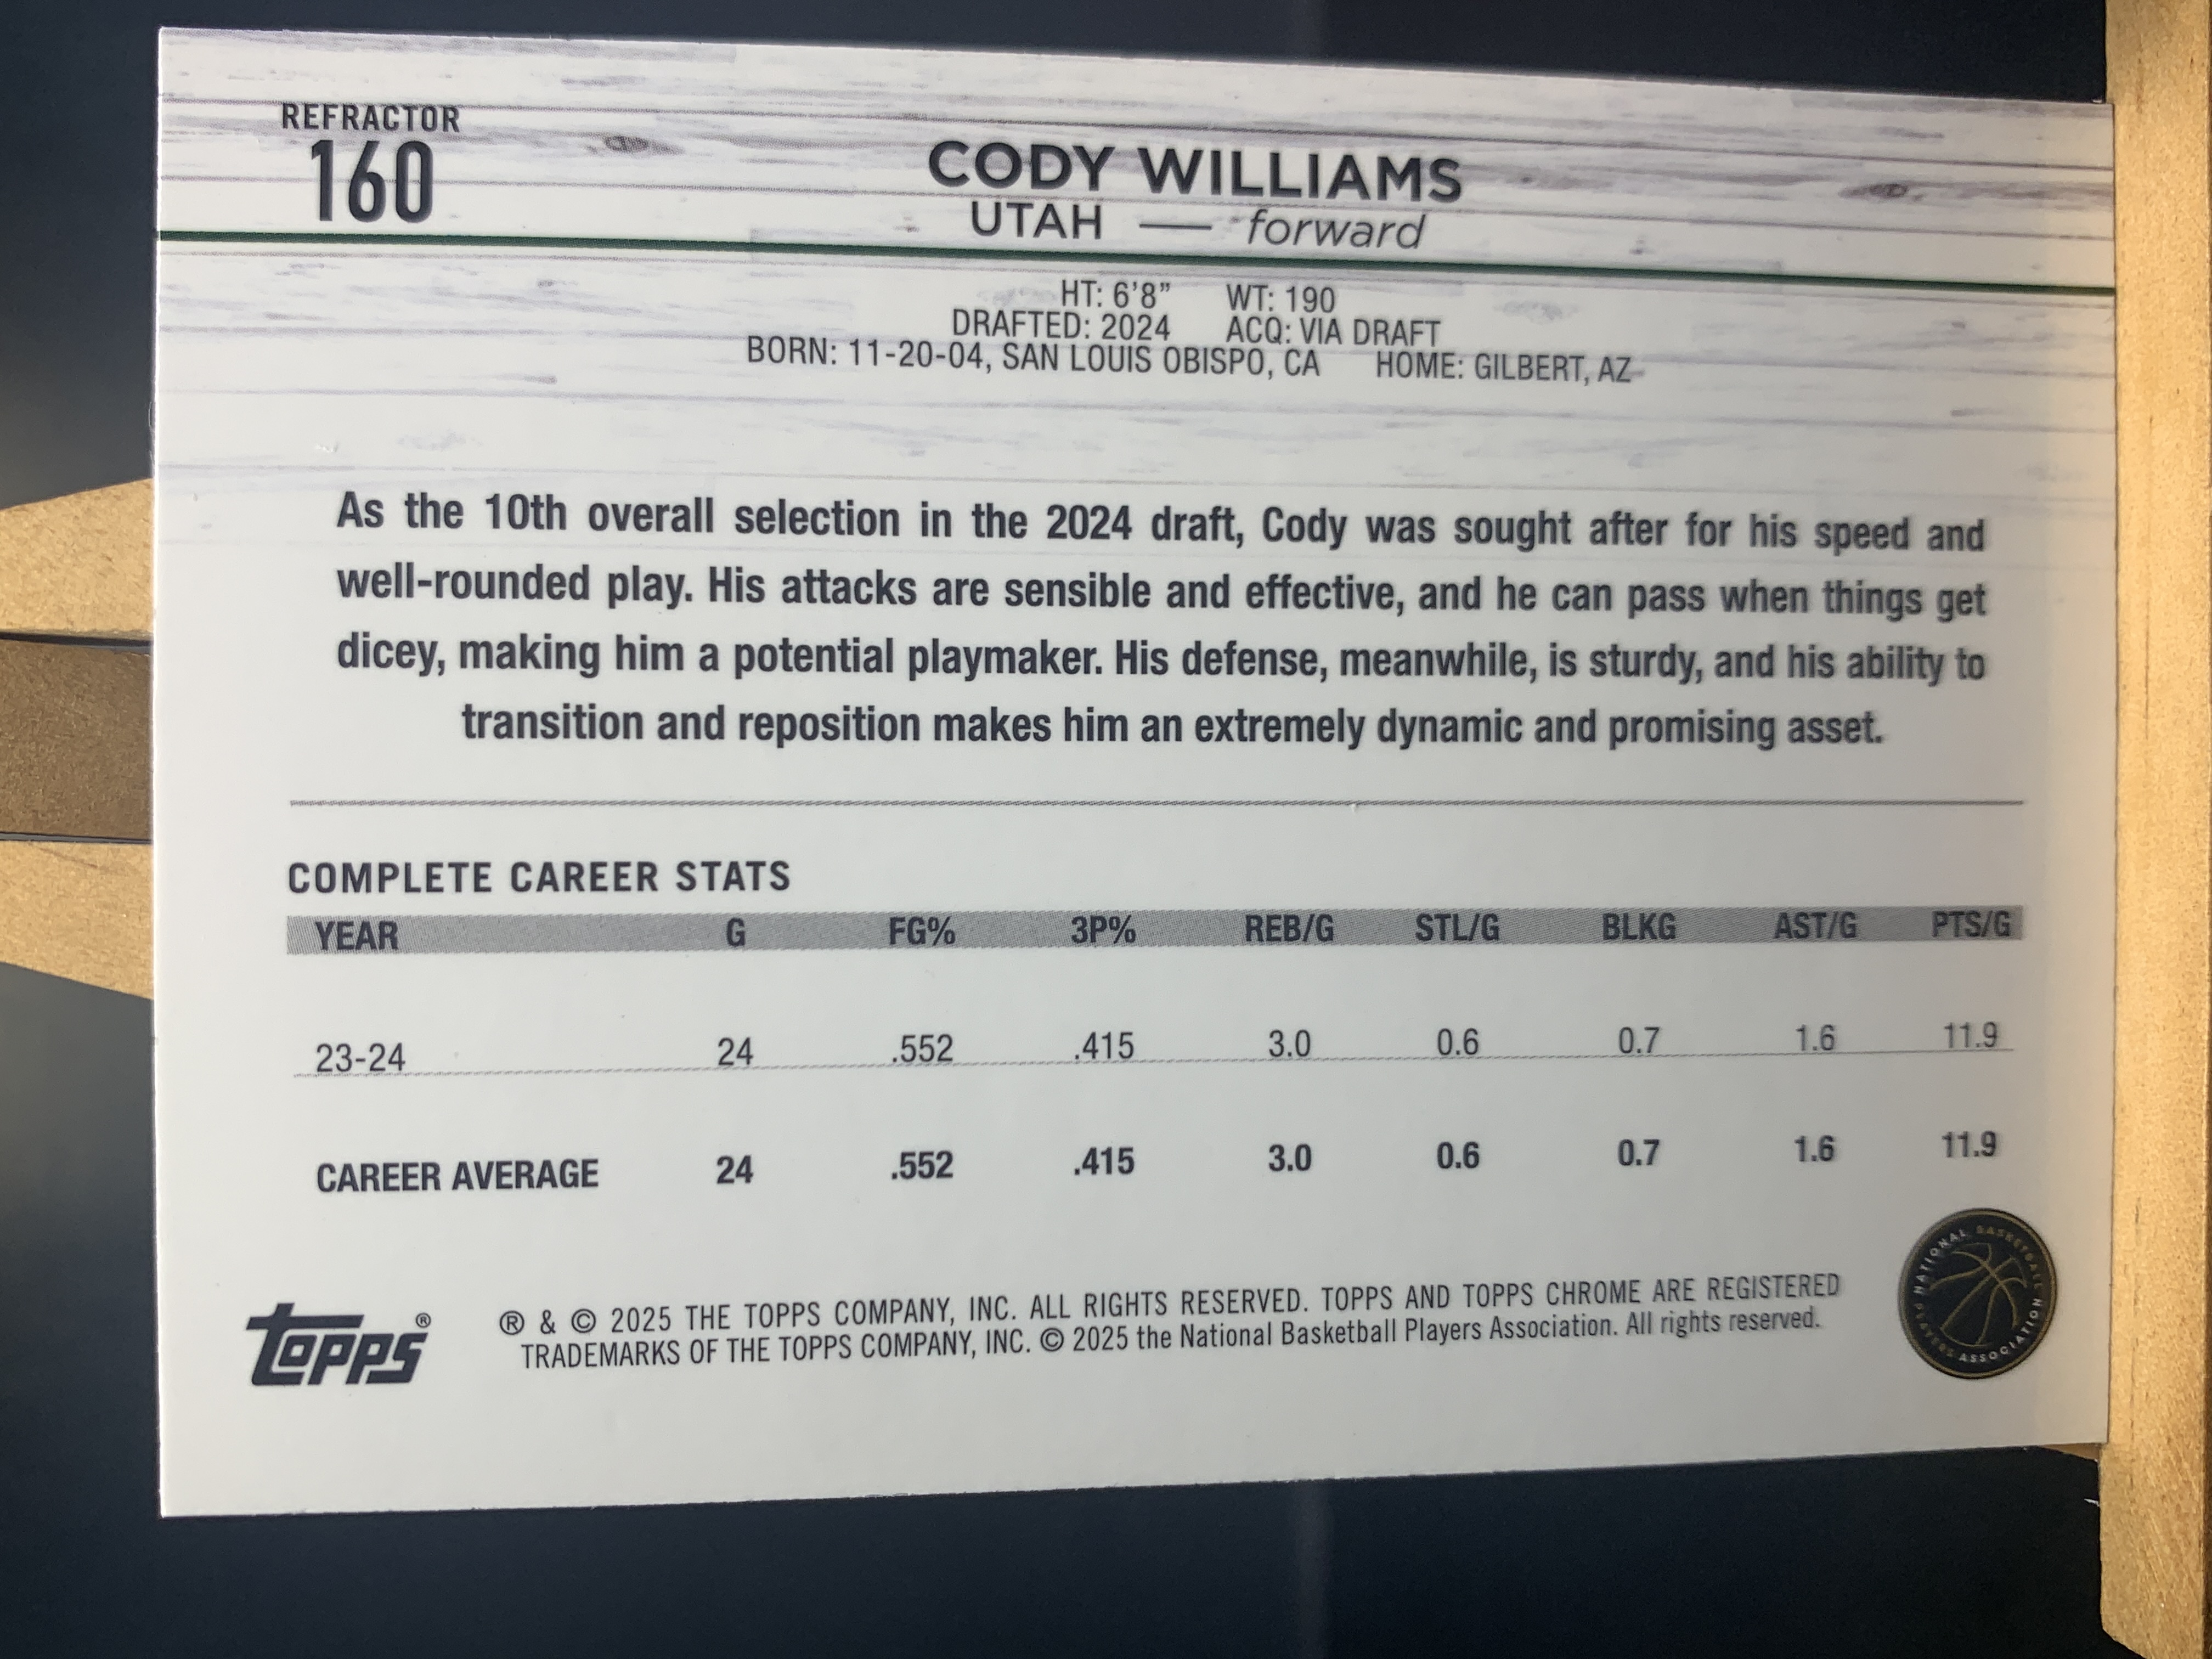 REFRACTOR
160
CODY WILLIAMS
UTAH — forward
HT: 6'8" WT: 190
DRAFTED: 2024 ACQ: VIA DRAFT
BORN: 11-20-04, SAN LOUIS OBISPO, CA HOME: GILBERT, AZ
As the 10th overall selection in the 2024 draft, Cody was sought after for his speed and
well-rounded play. His attacks are sensible and effective, and he can pass when things get
dicey, making him a potential playmaker. His defense, meanwhile, is sturdy, and his ability to
transition and reposition makes him an extremely dynamic and promising asset.
COMPLETE CAREER STATS
YEAR G FG% 3P% REB/G STL/G BLKG AST/G PTS/G
23-24 24 .552 .415 3.0 0.6 0.7 1.6 11.9
CAREER AVERAGE 24 .552 .415 3.0 0.6 0.7 1.6 11.9
TOPPS®
® & © 2025 THE TOPPS COMPANY, INC. ALL RIGHTS RESERVED. TOPPS AND TOPPS CHROME ARE REGISTERED
TRADEMARKS OF THE TOPPS COMPANY, INC. © 2025 the National Basketball Players Association. All rights reserved.
NATIONAL BASKETBALL
PLAYERS ASSOCIATION